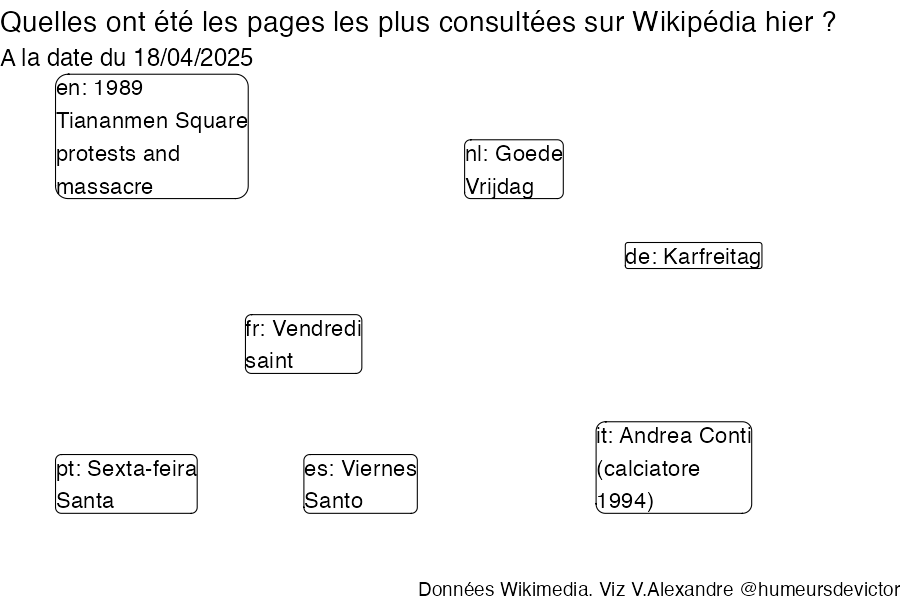 Quelles ont été les pages les plus consultées sur Wikipédia hier ?
A la date du 18/04/2025
en: 1989
Tiananmen Square
protests and
massacre
nl: Goede
Vrijdag
de: Karfreitag
fr: Vendredi
saint
it: Andrea Conti
(calciatore
1994)
pt: Sexta-feira
Santa
es: Viernes
Santo
Données Wikimedia. Viz V.Alexandre @humeursdevictor